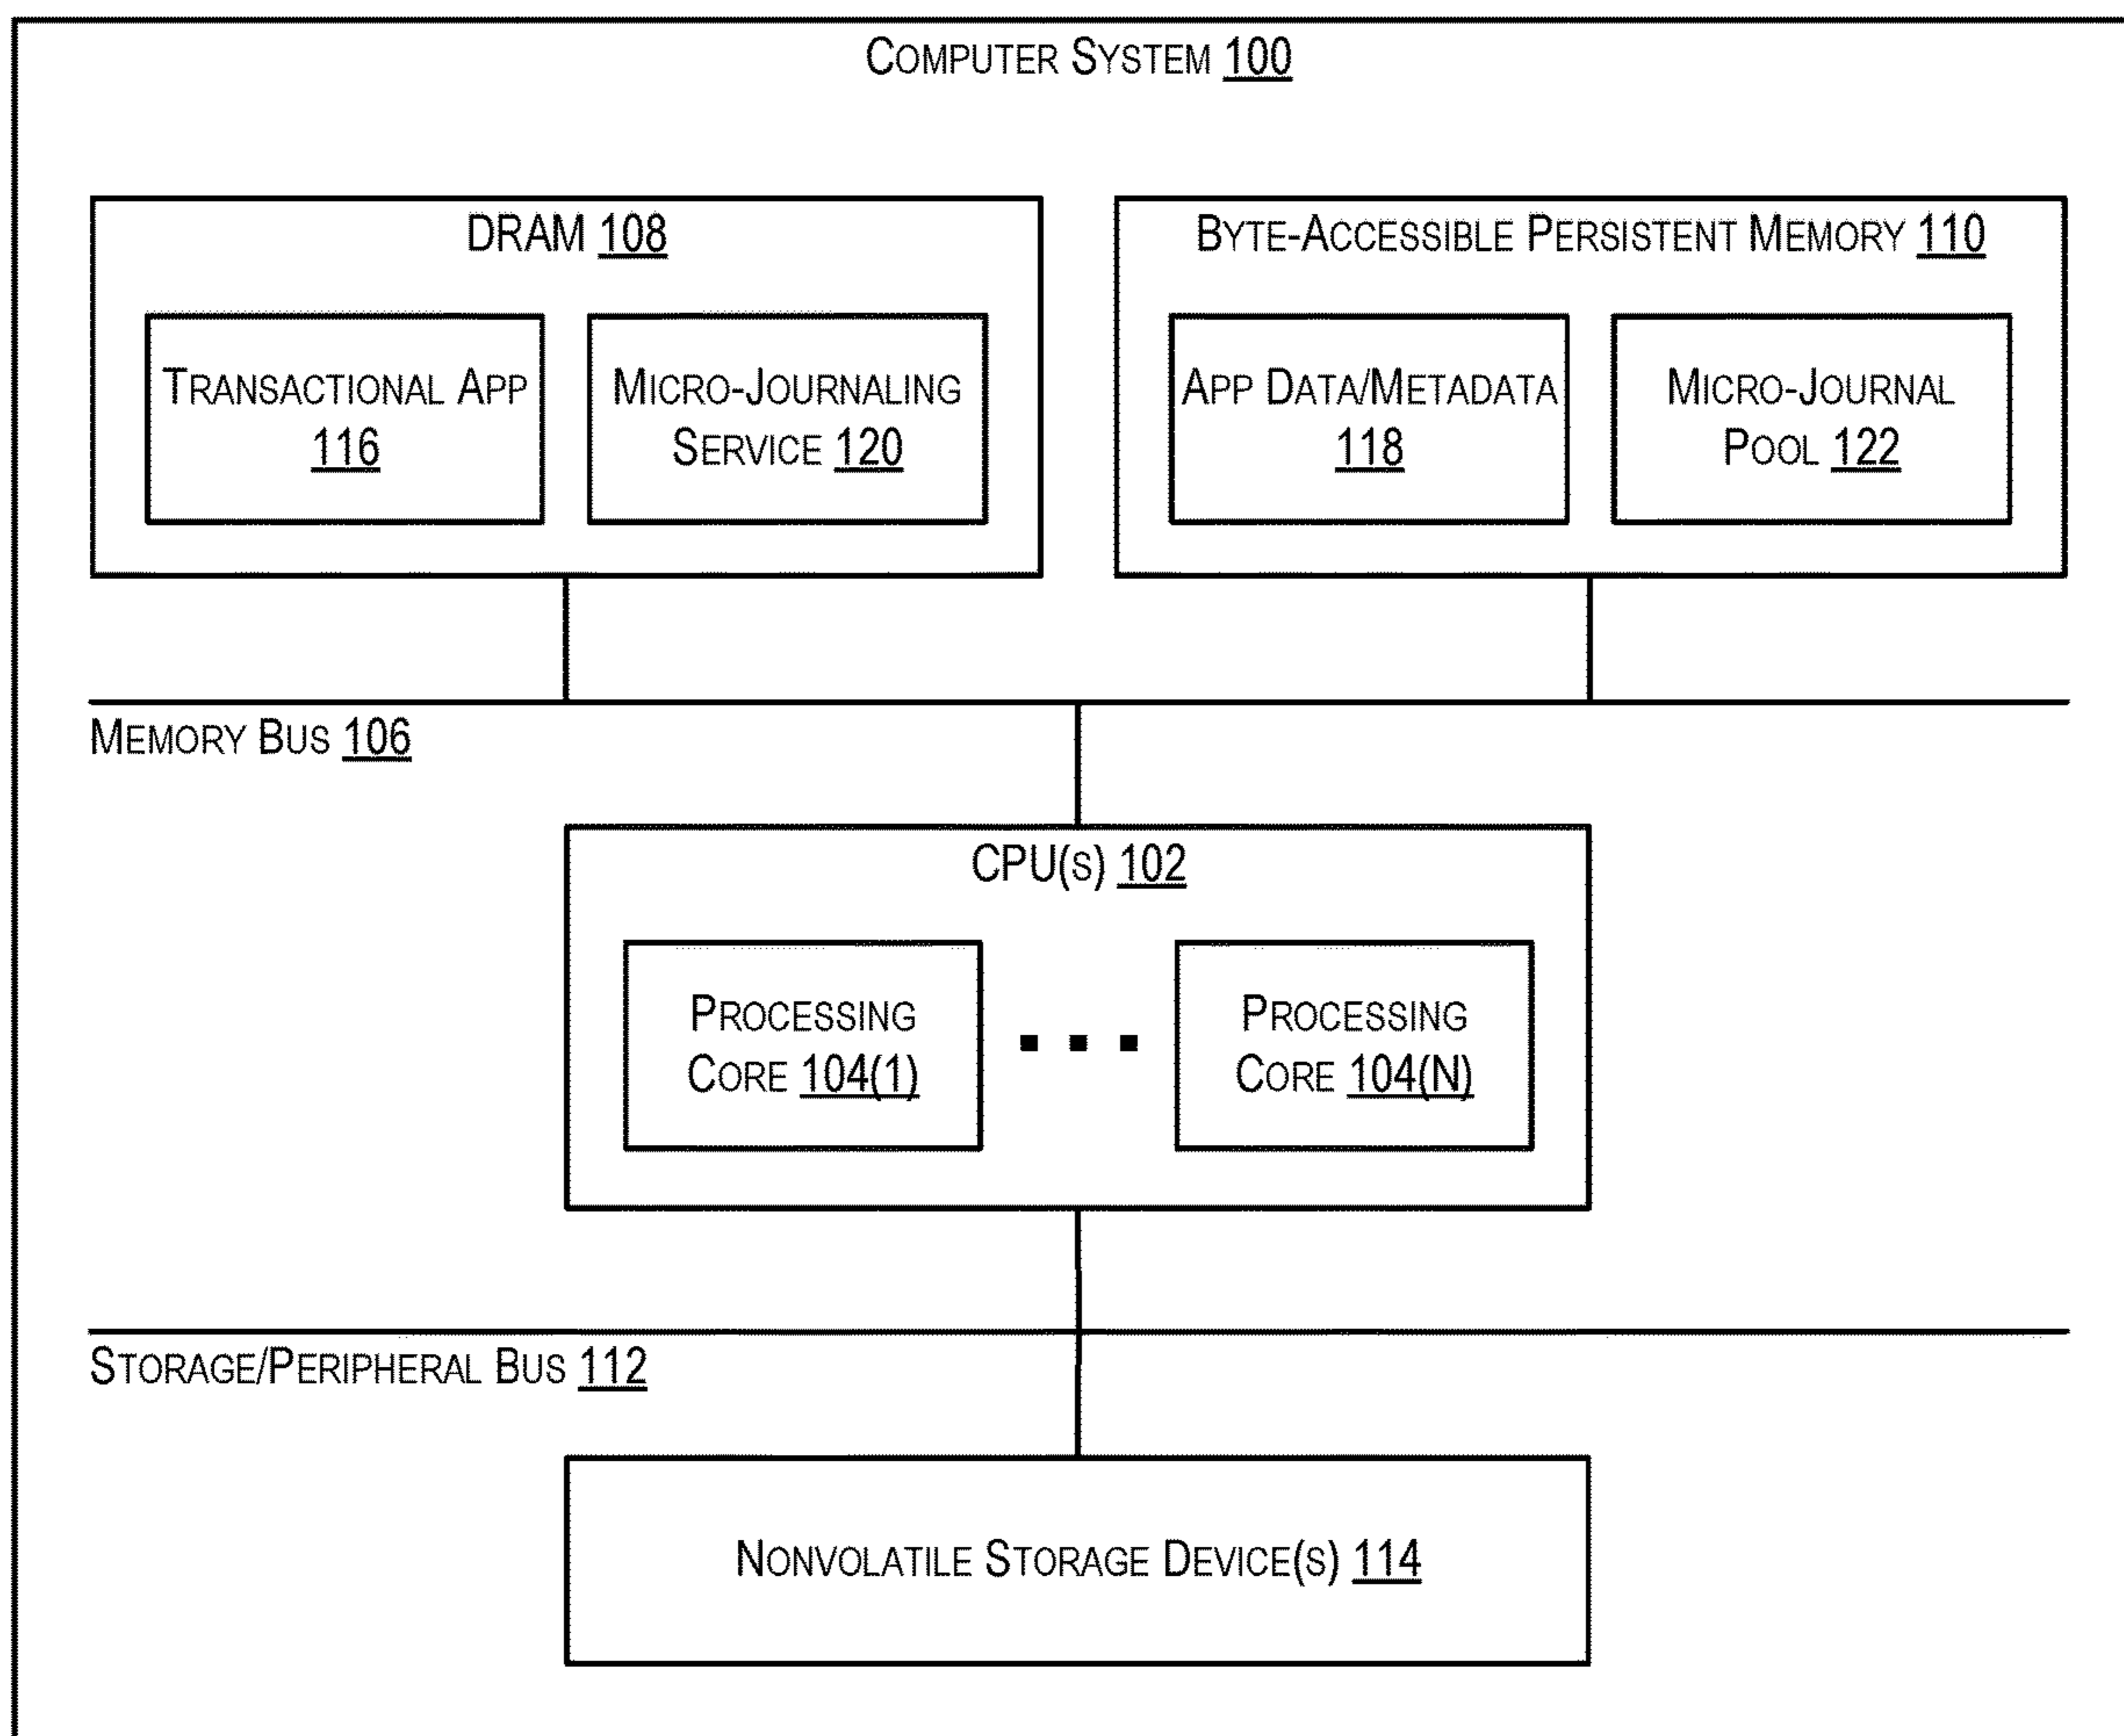 Computer System 100
DRAM 108
Byte-Accessible Persistent Memory 110
Transactional App
116
Micro-Journaling
Service 120
App Data/Metadata
118
Micro-Journal
Pool 122
Memory Bus 106
CPU(s) 102
Processing
Core 104(1)
Processing
Core 104(N)
Storage/Peripheral Bus 112
Nonvolatile Storage Device(s) 114